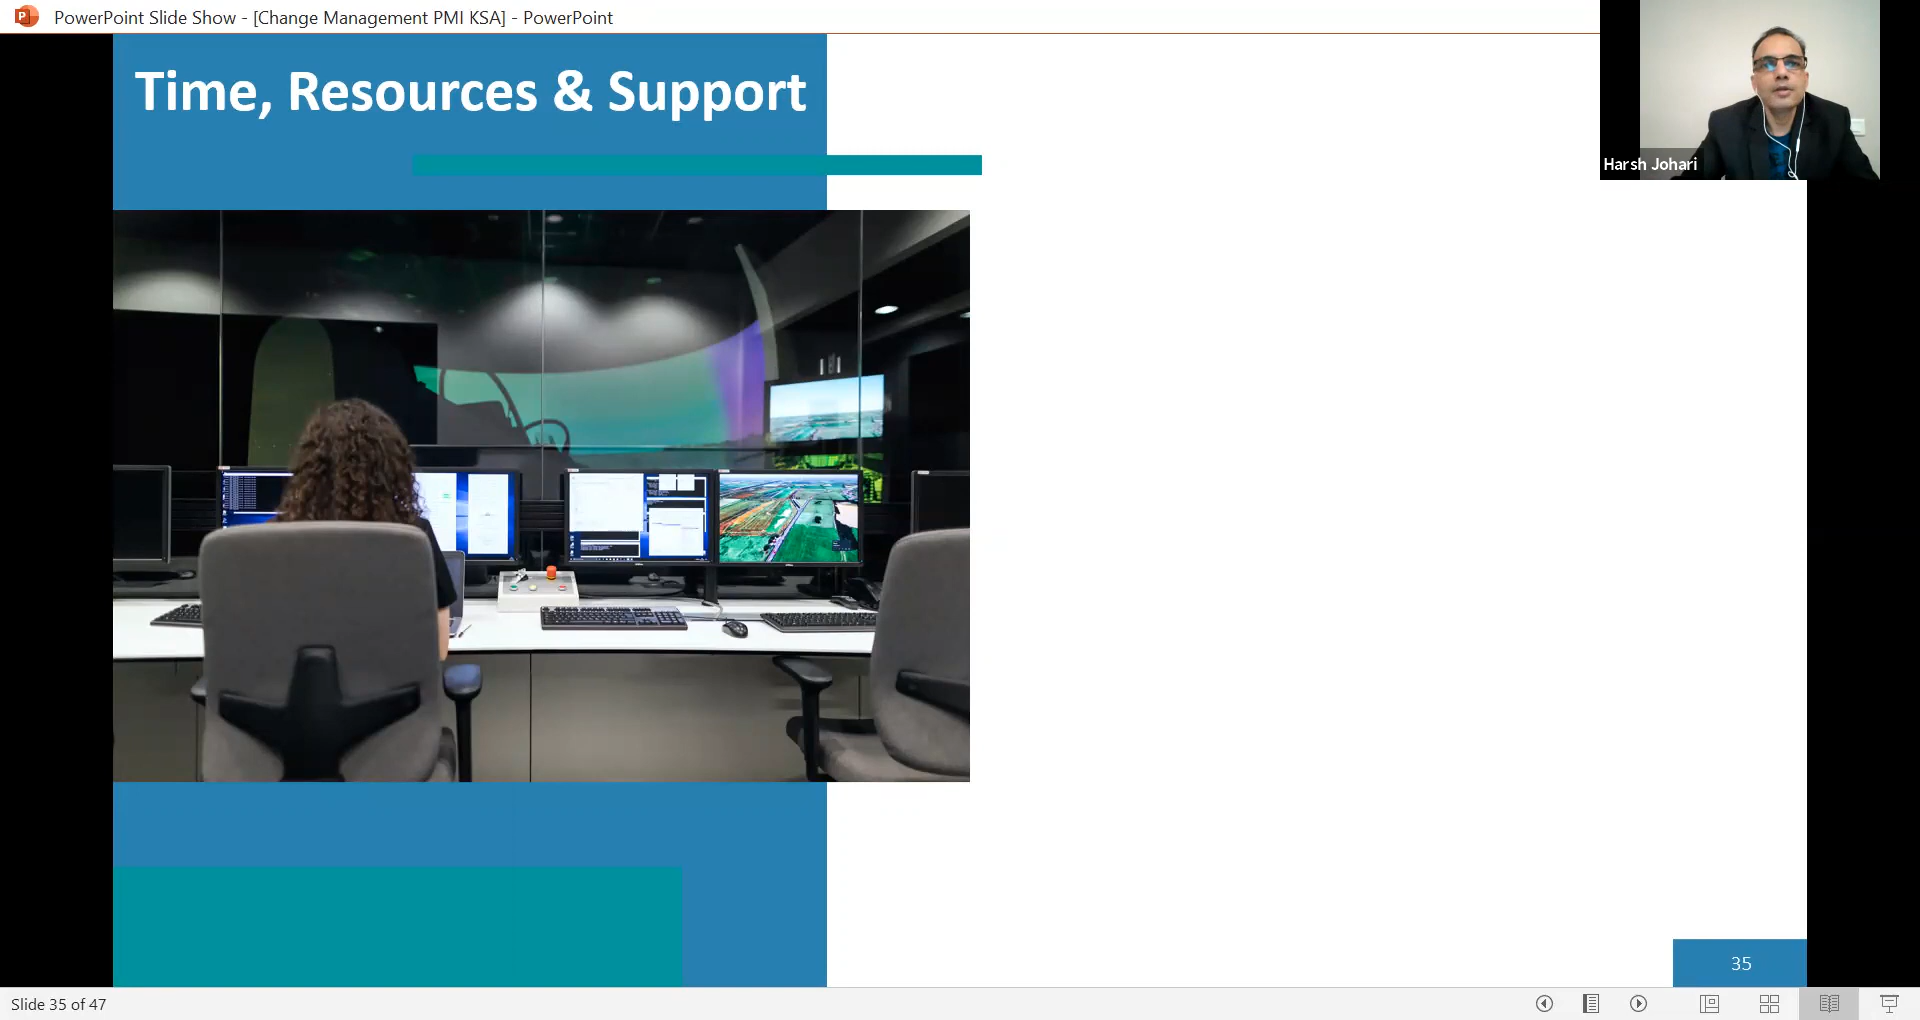 PowerPoint Slide Show - [Change Management PMI KSA] - PowerPoint
Time, Resources & Support
Harsh Johari
35
Slide 35 of 47